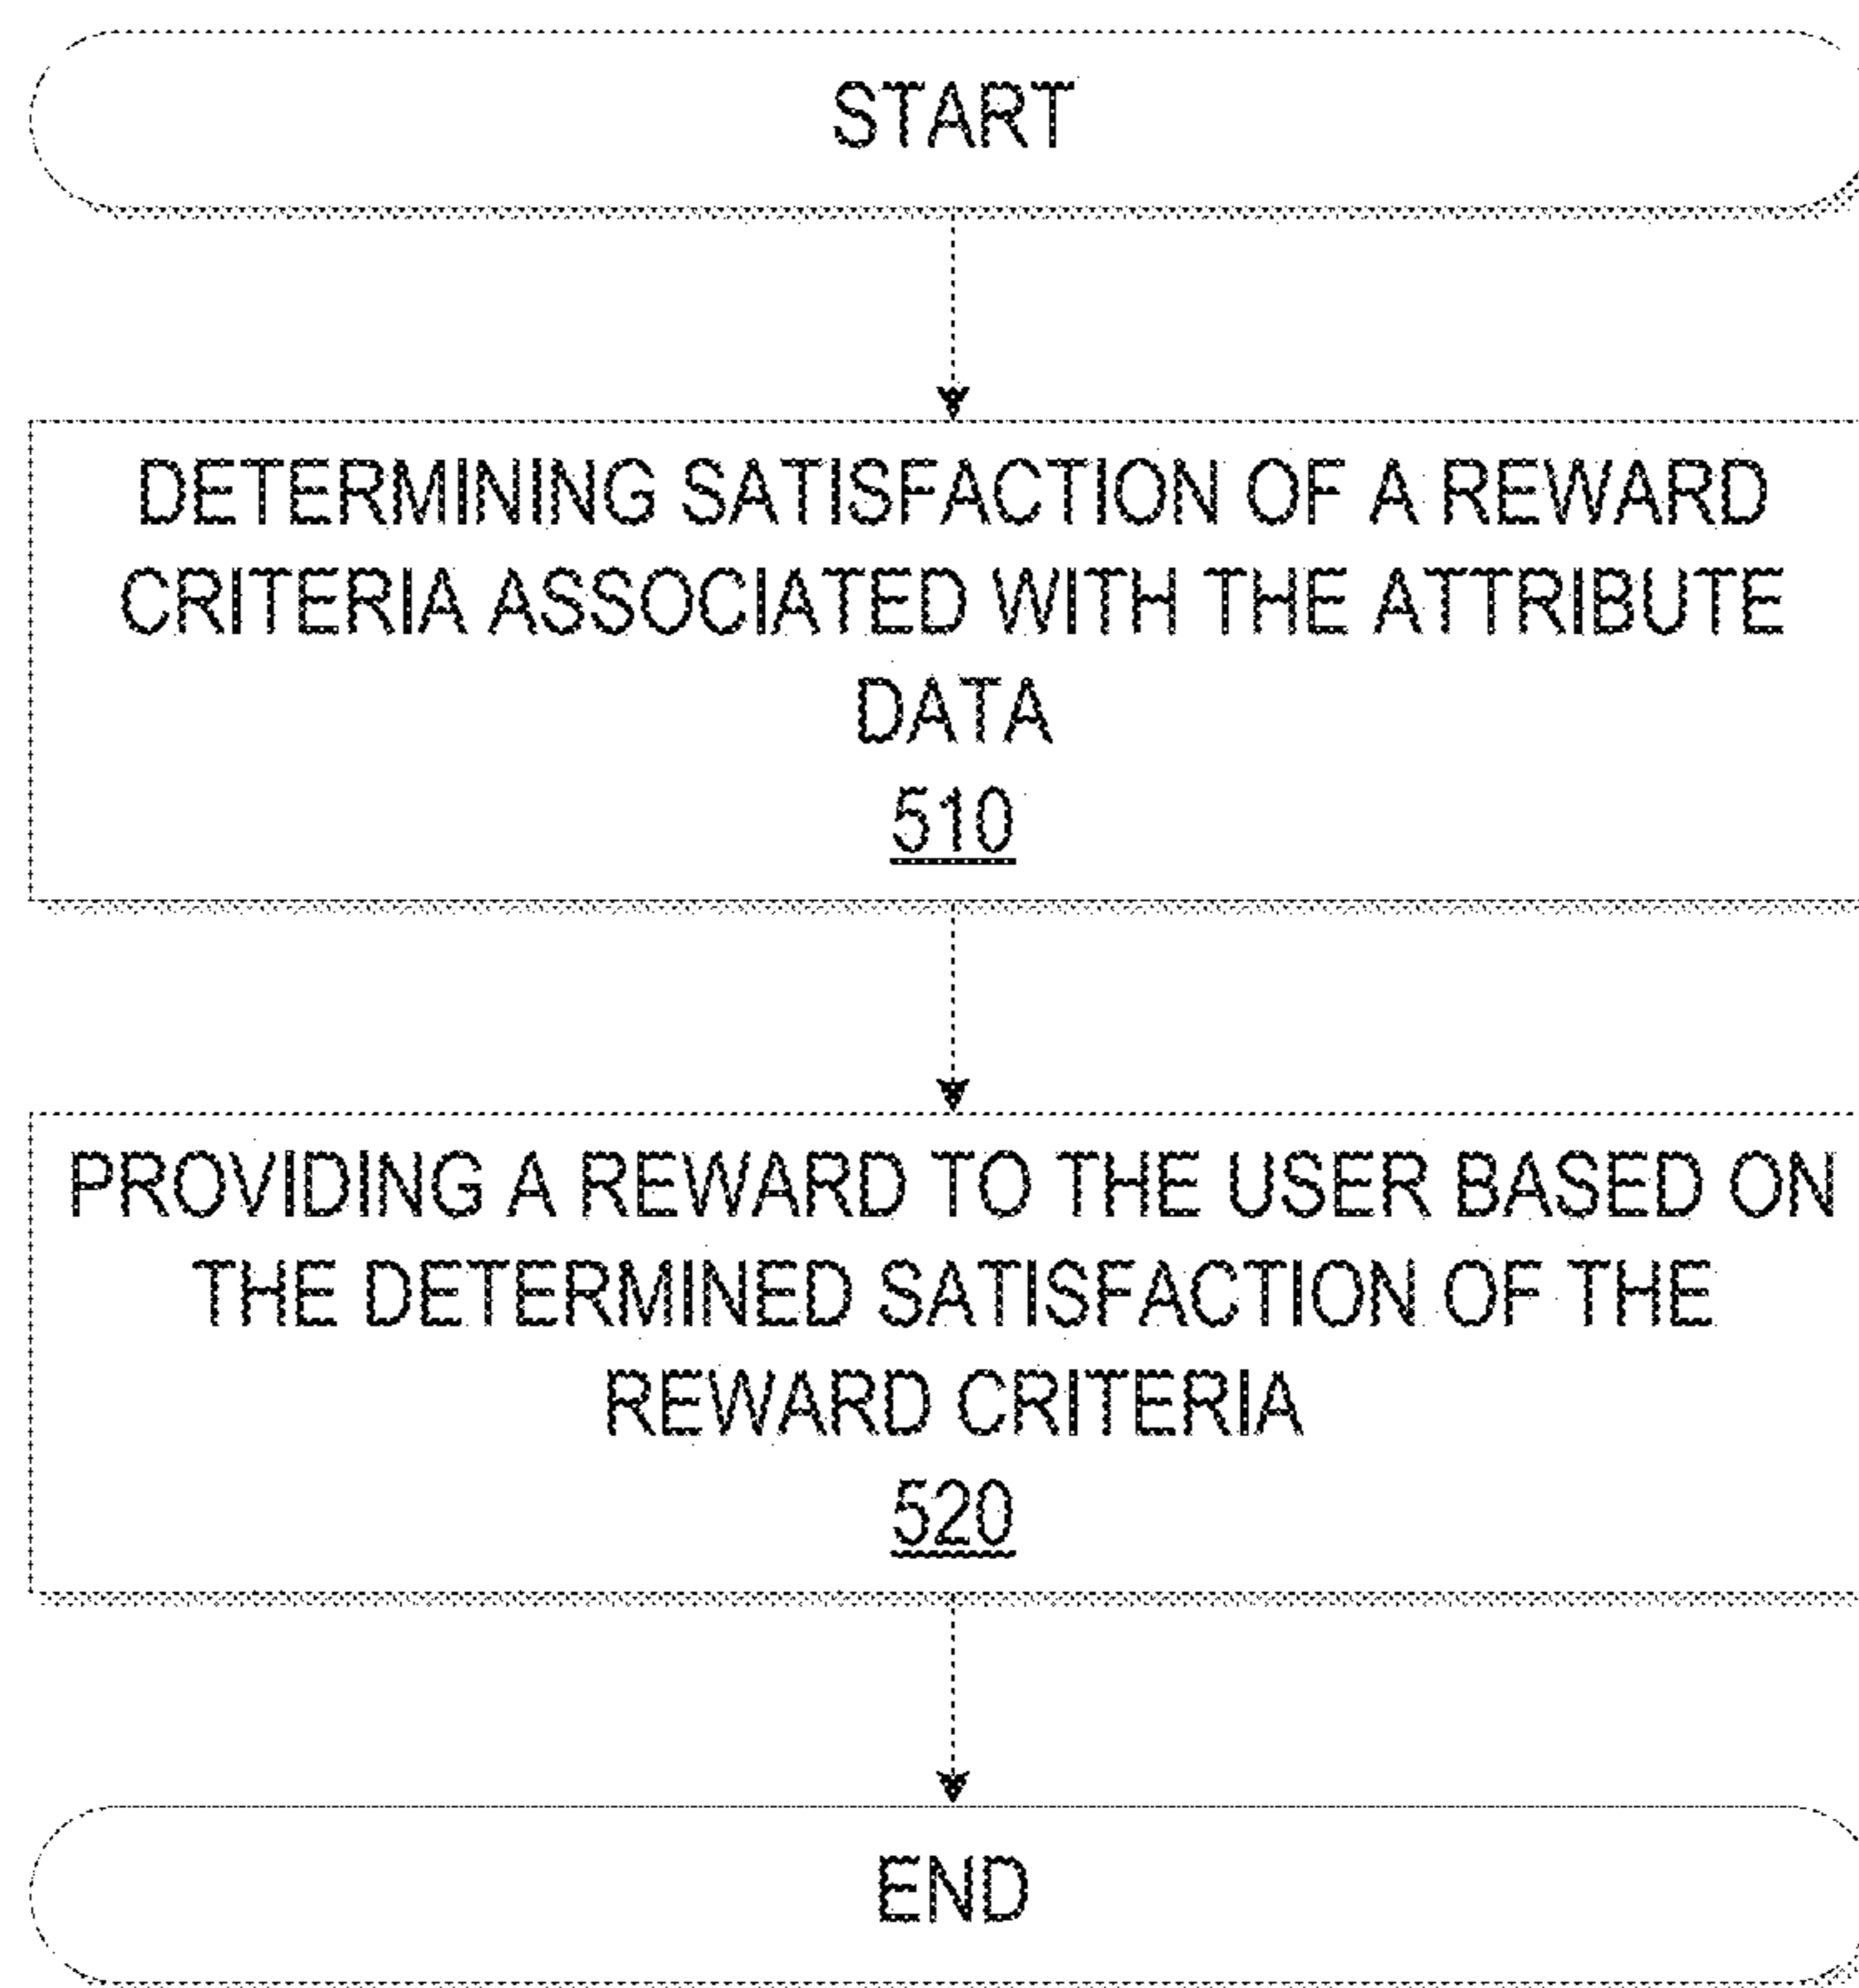 START
DETERMINING SATISFACTION OF A REWARD
CRITERIA ASSOCIATED WITH THE ATTRIBUTE
DATA
510
PROVIDING A REWARD TO THE USER BASED ON
THE DETERMINED SATISFACTION OF THE
REWARD CRITERIA
520
END